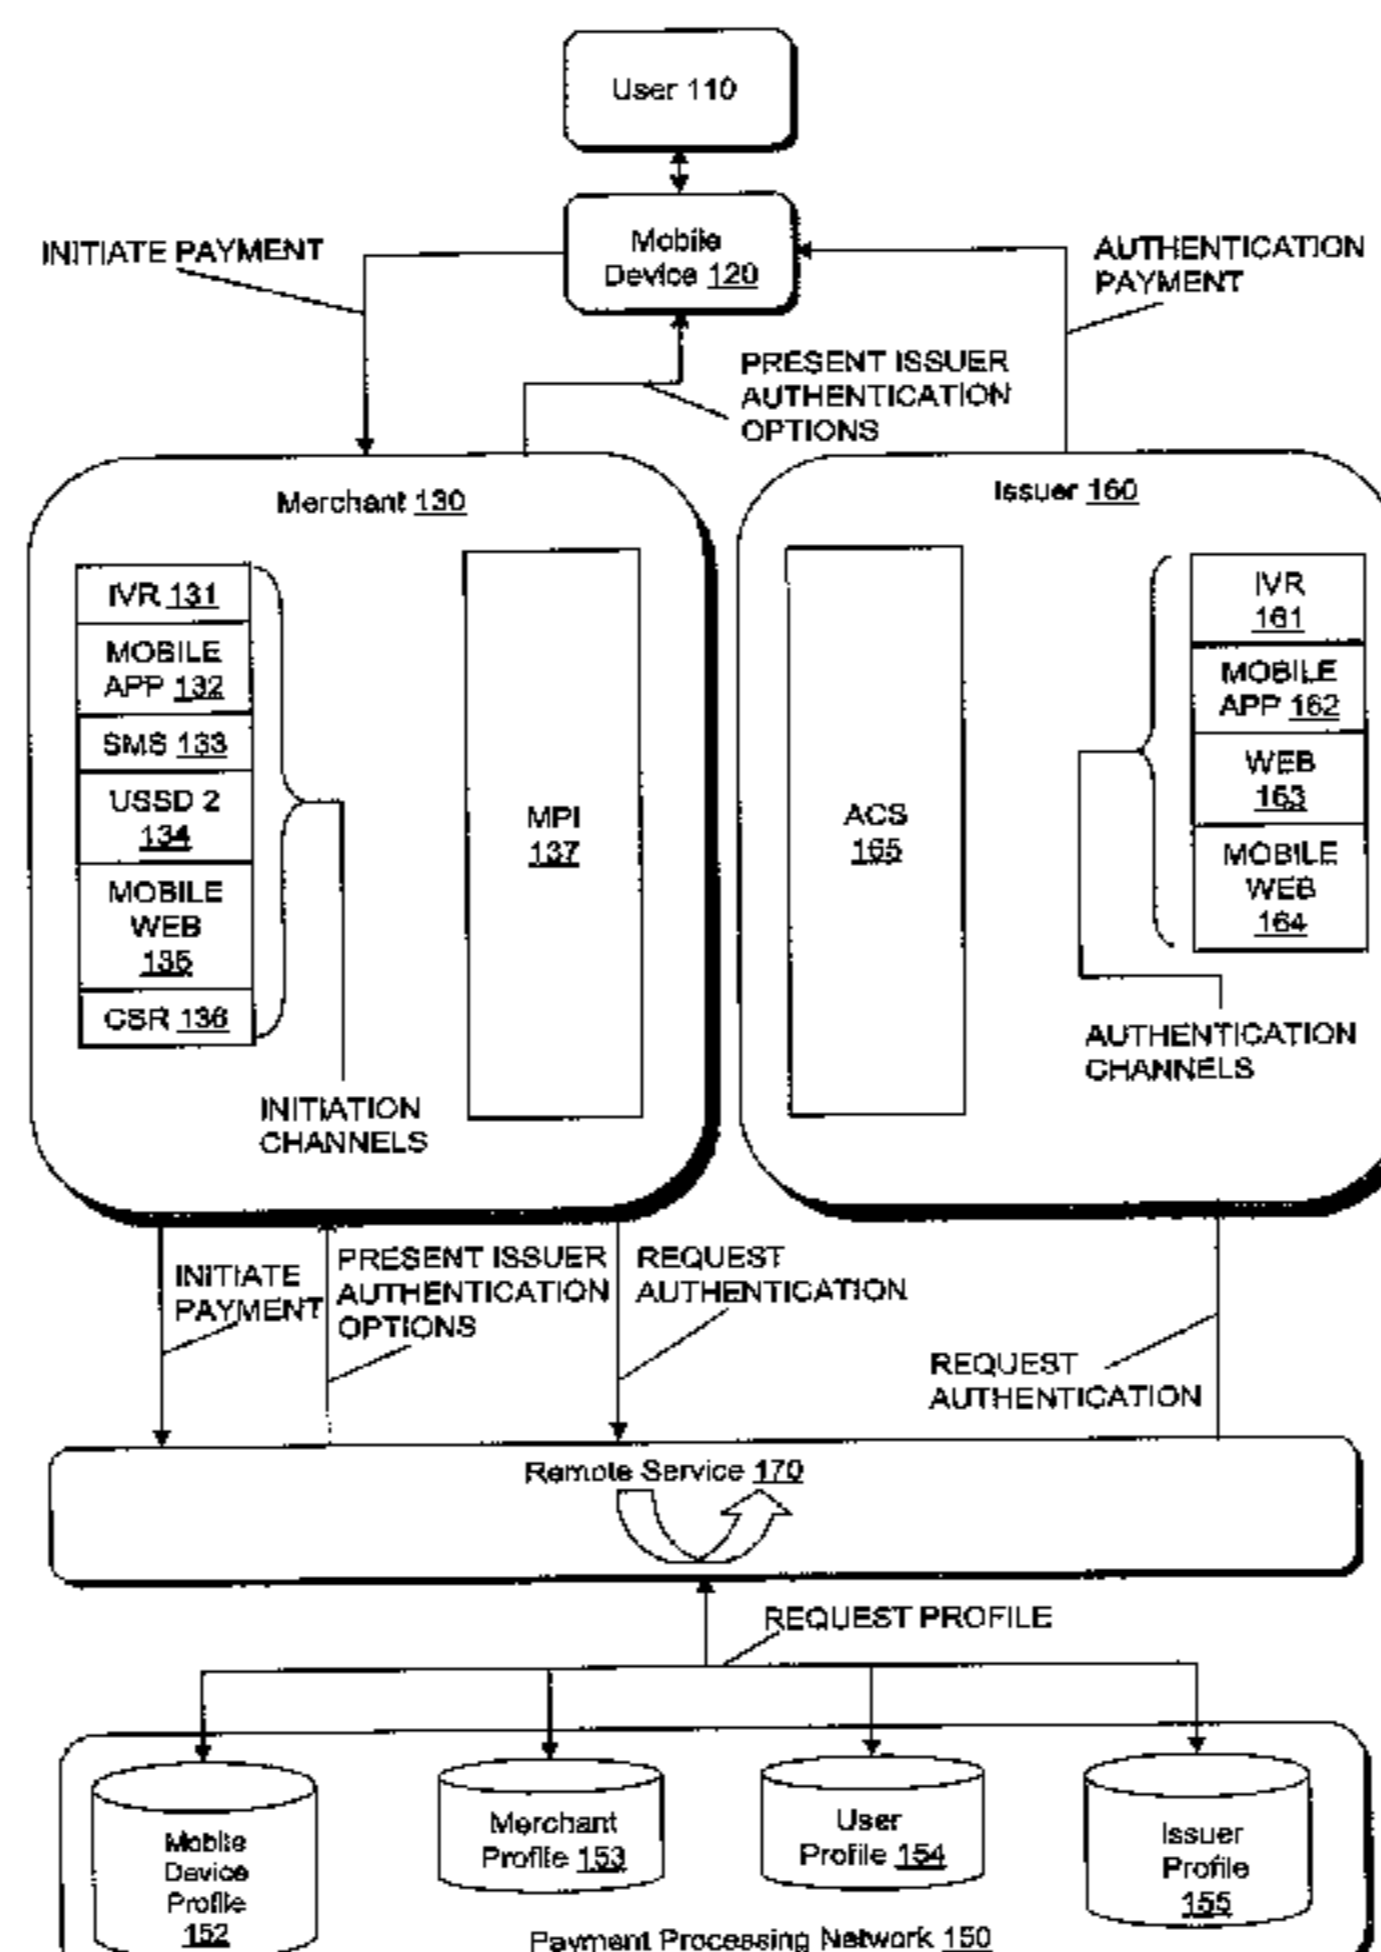 User 110
Mobile
Device 120
INITIATE PAYMENT
AUTHENTICATION
PAYMENT
PRESENT ISSUER
AUTHENTICATION
OPTIONS
Merchant 130
IVR 131
MOBILE
APP 132
SMS 133
USSD 2
134
MOBILE
WEB
135
CSR 136
INITIATION
CHANNELS
MPI
137
Issuer 160
ACS
165
IVR
161
MOBILE
APP 162
WEB
163
MOBILE
WEB
164
AUTHENTICATION
CHANNELS
INITIATE
PAYMENT
PRESENT ISSUER
AUTHENTICATION
OPTIONS
REQUEST
AUTHENTICATION
REQUEST
AUTHENTICATION
Remote Service 170
REQUEST PROFILE
Mobile
Device
Profile
152
Merchant
Profile 153
User
Profile 154
Issuer
Profile
155
Payment Processing Network 150